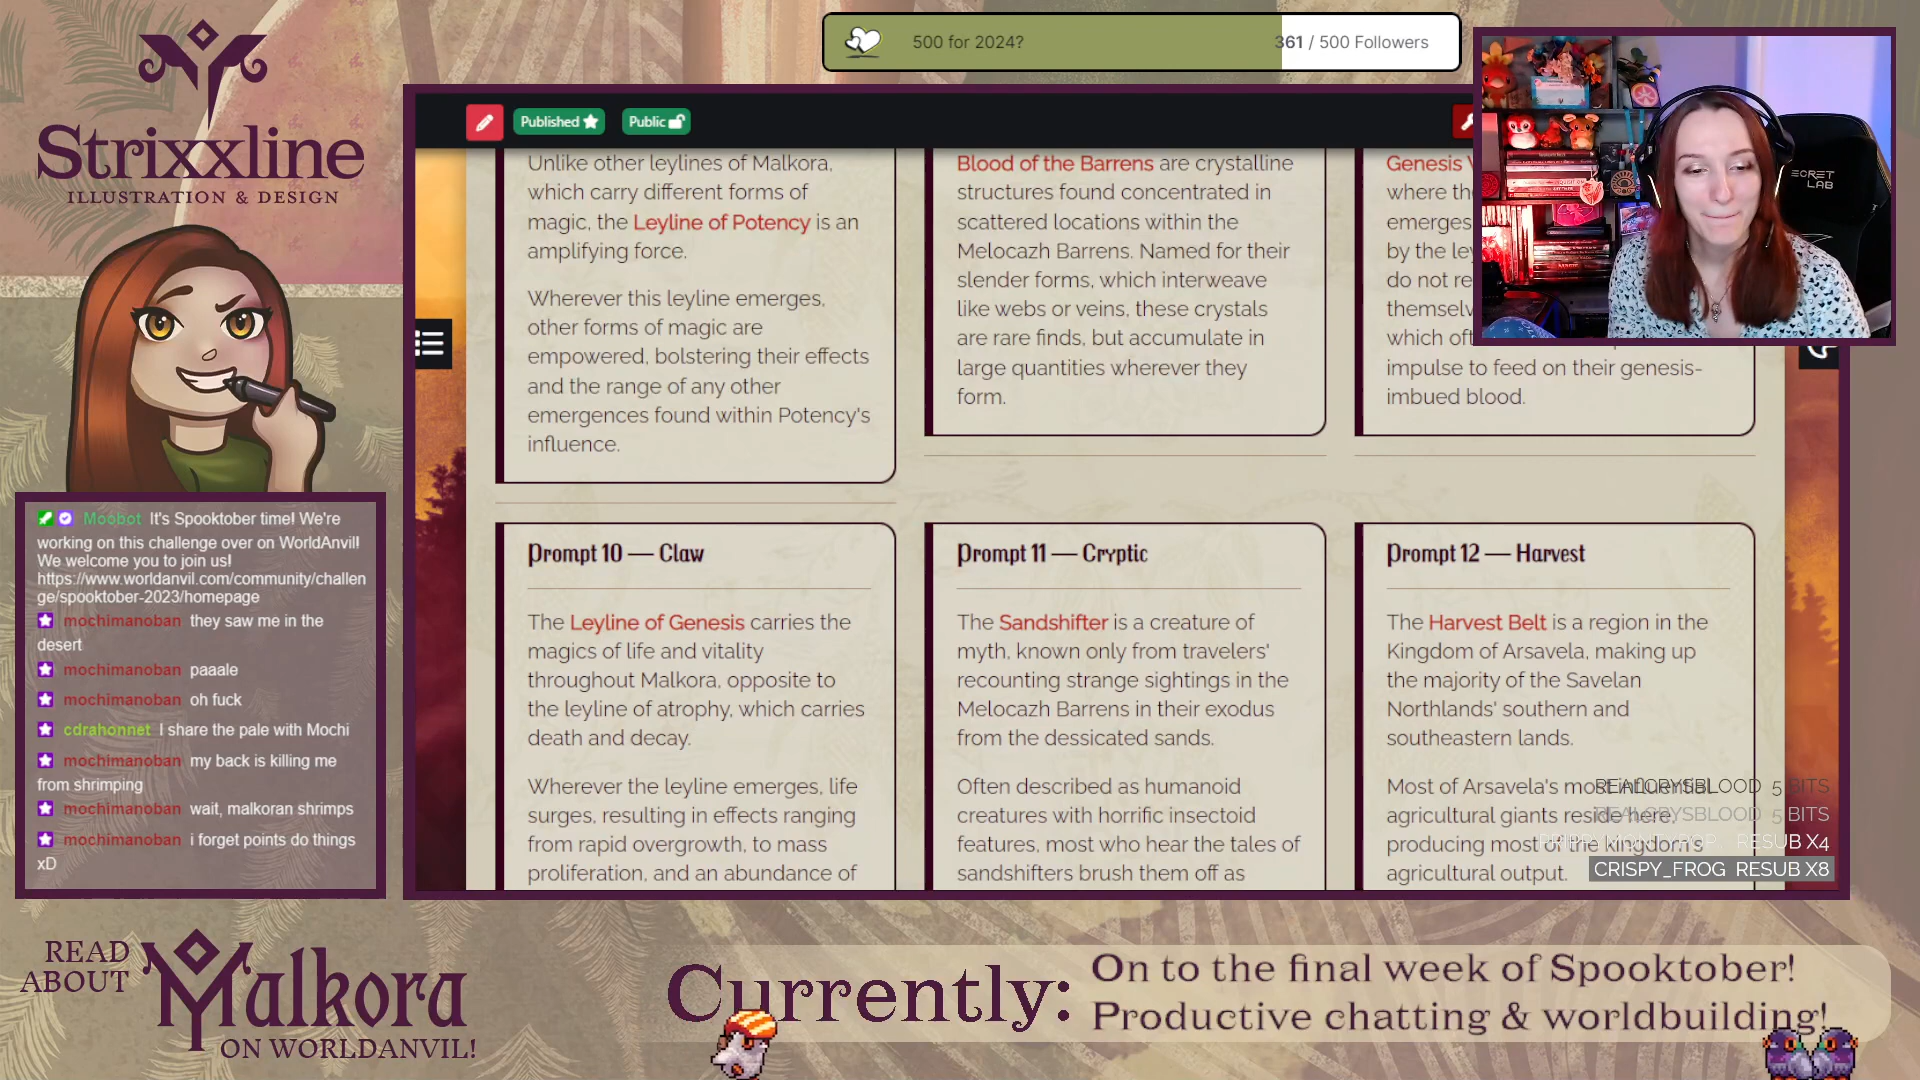 Strixxline
ILLUSTRATION & DESIGN
500 for 2024?
361 / 500 Followers
Published
Public
Unlike other leylines of Malkora,
which carry different forms of
magic, the Leyline of Potency is an
amplifying force.
Wherever this leyline emerges,
other forms of magic are
empowered, bolstering their effects
and the range of any other
emergences found within Potency's
influence.
Blood of the Barrens are crystalline
structures found concentrated in
scattered locations within the
Melocazh Barrens. Named for their
slender forms, which interweave
like webs or veins, these crystals
are rare finds, but accumulate in
large quantities wherever they
form.
Genesis
where
emerges
by the
do not
which
impulse to feed on their genesis-
imbued blood.
SECRET
LAB
Prompt 10 — Claw
The Leyline of Genesis carries the
magics of life and vitality
throughout Malkora, opposite to
the leyline of atrophy, which carries
death and decay.
Wherever the leyline emerges, life
surges, resulting in effects ranging
from rapid overgrowth, to mass
proliferation, and an abundance of
Prompt 11 — Cryptic
The Sandshifter is a creature of
myth, known only from travelers'
recounting strange sightings in the
Melocazh Barrens in their exodus
from the dessicated sands.
Often described as humanoid
creatures with horrific insectoid
features, most who hear the tales of
sandshifters brush them off as
Prompt 12 — Harvest
The Harvest Belt is a region in the
Kingdom of Arsavela, making up
the majority of the Savelan
Northlands' southern and
southeastern lands.
Most of Arsavela's most influential
agricultural giants reside here,
producing most of the kingdom's
agricultural output.
REALCRYSBLOOD 5 BITS
REALCRYSBLOOD 5 BITS
RESUB X4
CRISPY_FROG RESUB X8
Moobot It's Spooktober time! We're
working on this challenge over on WorldAnvil!
We welcome you to join us!
https://www.worldanvil.com/community/challen
ge/spooktober-2023/homepage
mochimanoban they saw me in the
desert
mochimanoban paaale
mochimanoban oh fuck
cdrahonnet I share the pale with Mochi
mochimanoban my back is killing me
from shrimping
mochimanoban wait, malkoran shrimps
mochimanoban i forget points do things
xD
READ
ABOUT
Malkora
ON WORLDANVIL!
Currently:
On to the final week of Spooktober!
Productive chatting & worldbuilding!